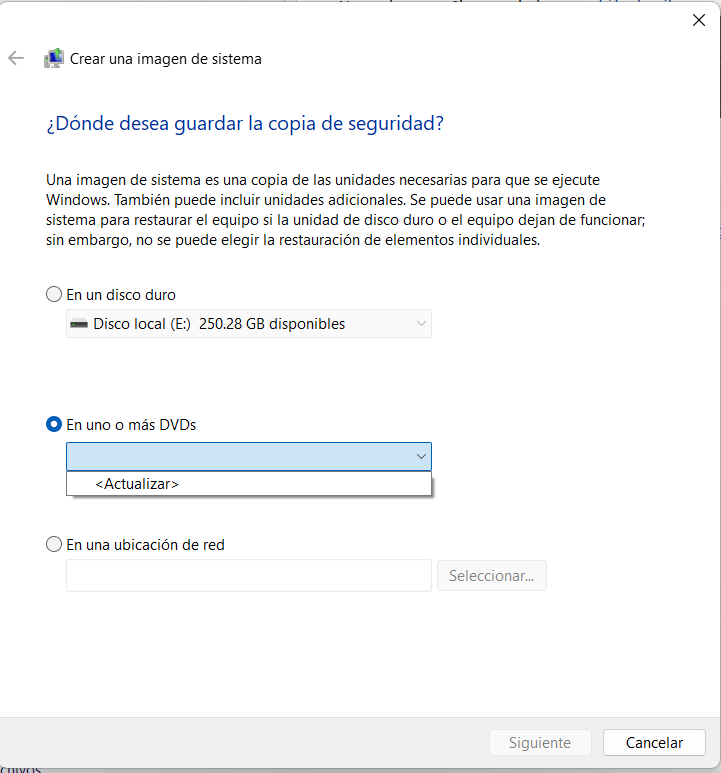 Crear una imagen de sistema
¿Dónde desea guardar la copia de seguridad?
Una imagen de sistema es una copia de las unidades necesarias para que se ejecute
Windows. También puede incluir unidades adicionales. Se puede usar una imagen de
sistema para restaurar el equipo si la unidad de disco duro o el equipo dejan de funcionar;
sin embargo, no se puede elegir la restauración de elementos individuales.
En un disco duro
Disco local (E:) 250.28 GB disponibles
En uno o más DVDs
<Actualizar>
En una ubicación de red
Seleccionar...
Siguiente
Cancelar